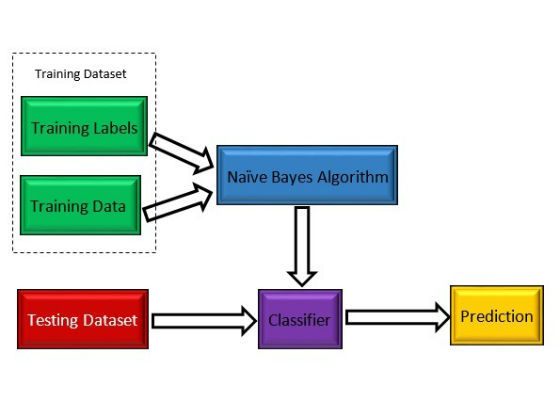 Training Dataset
Training Labels
Training Data
Naïve Bayes Algorithm
Testing Dataset
Classifier
Prediction